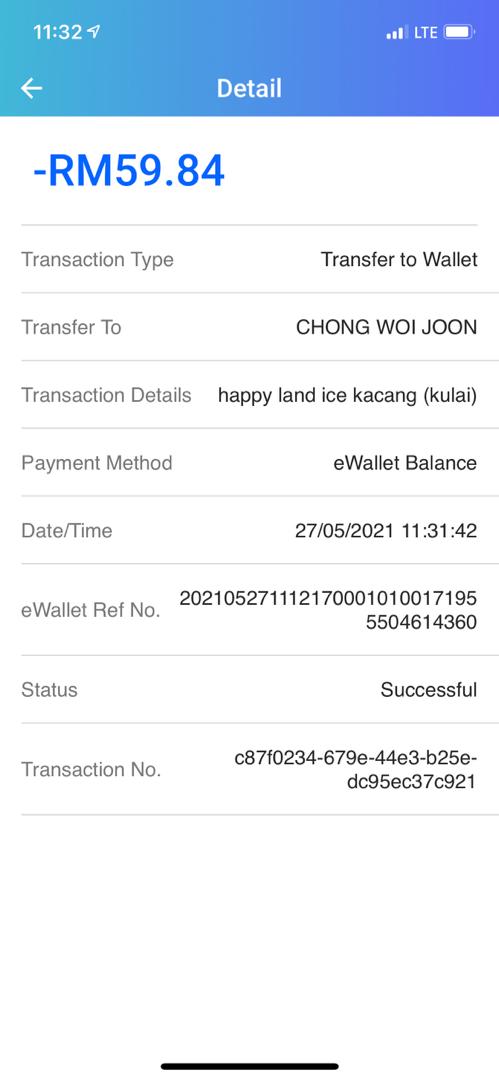 11:32
LTE
Detail
-RM59.84
Transaction Type
Transfer to Wallet
Transfer To
CHONG WOI JOON
Transaction Details
happy land ice kacang (kulai)
Payment Method
eWallet Balance
Date/Time
27/05/2021 11:31:42
eWallet Ref No.
202105271112170001010017195
5504614360
Status
Successful
Transaction No.
c87f0234-679e-44e3-b25e-
dc95ec37c921